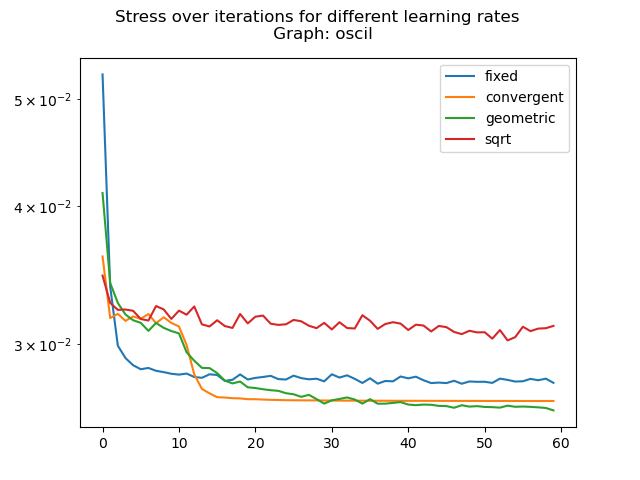 Stress over iterations for different learning rates
Graph: oscil
fixed
convergent
geometric
sqrt
5 × 10⁻²
4 × 10⁻²
3 × 10⁻²
0 10 20 30 40 50 60